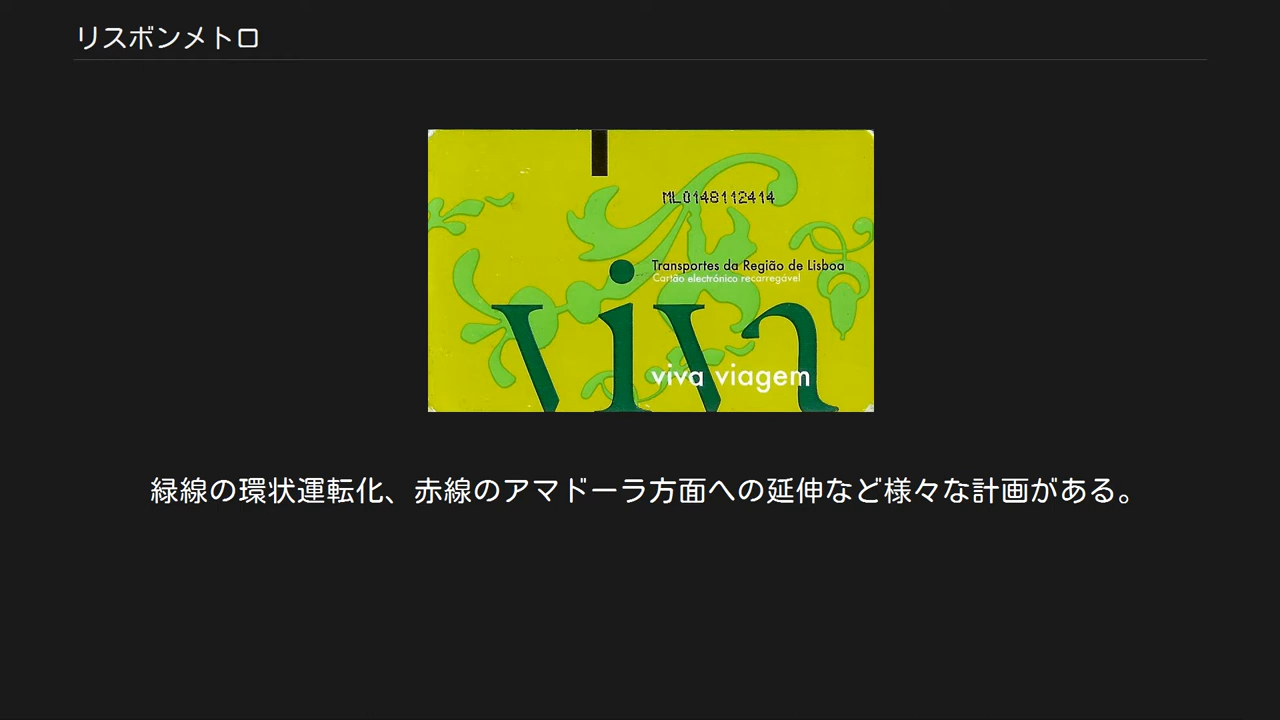 リスボンメトロ
ML0148112414
Transportes da Região de Lisboa
Cartão electrónico recarregável
viva
viva viagem
緑線の環状運転化、赤線のアマドーラ方面への延伸など様々な計画がある。